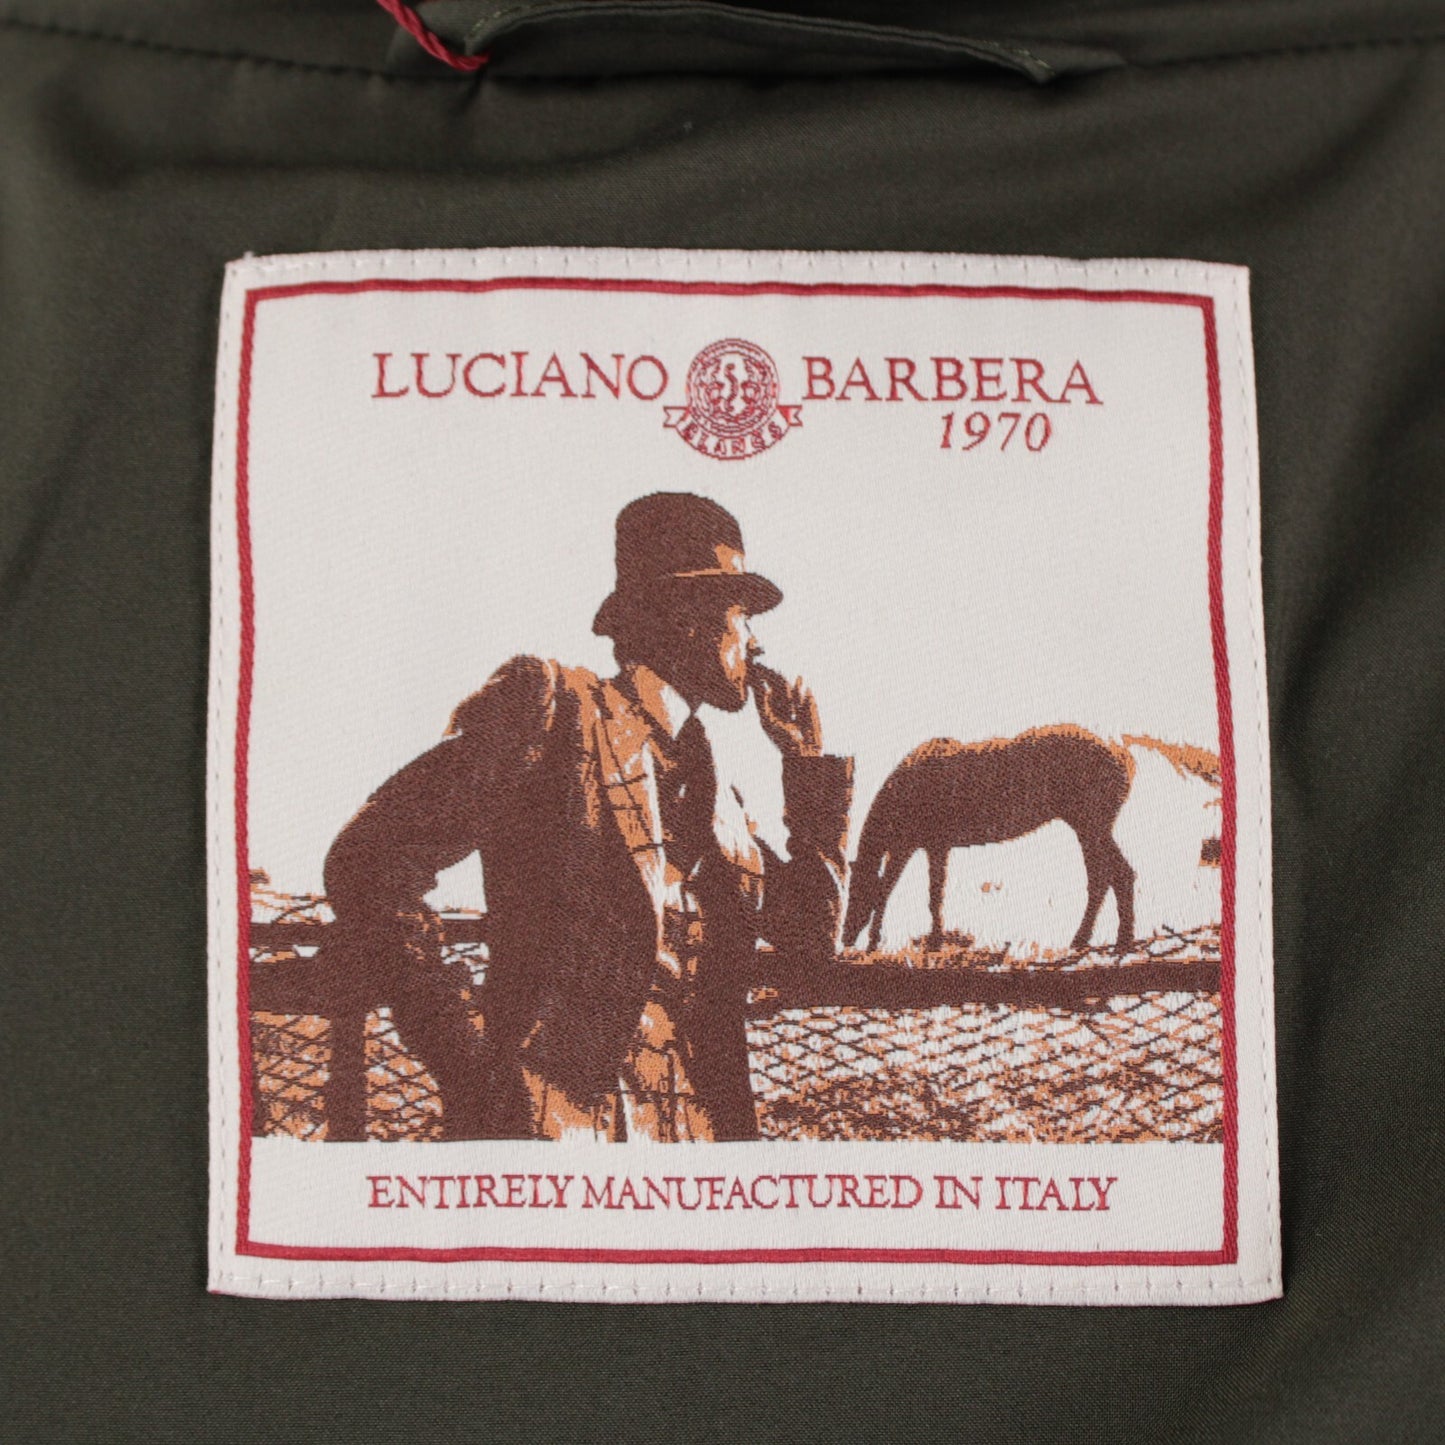 LUCIANO BARBERA
1970
ENTIRELY MANUFACTURED IN ITALY